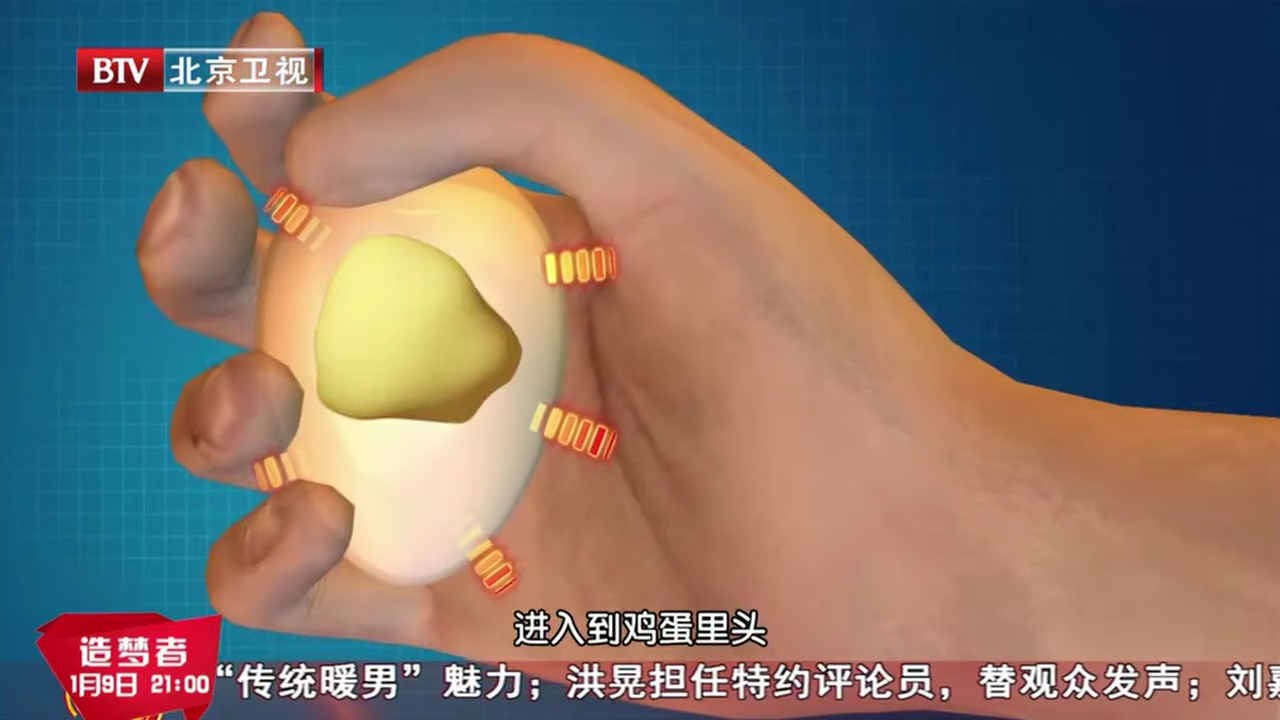 BTV 北京卫视
进入到鸡蛋里头
造梦者
1月9日 21:00
“传统暖男”魅力；洪晃担任特约评论员，替观众发声；刘